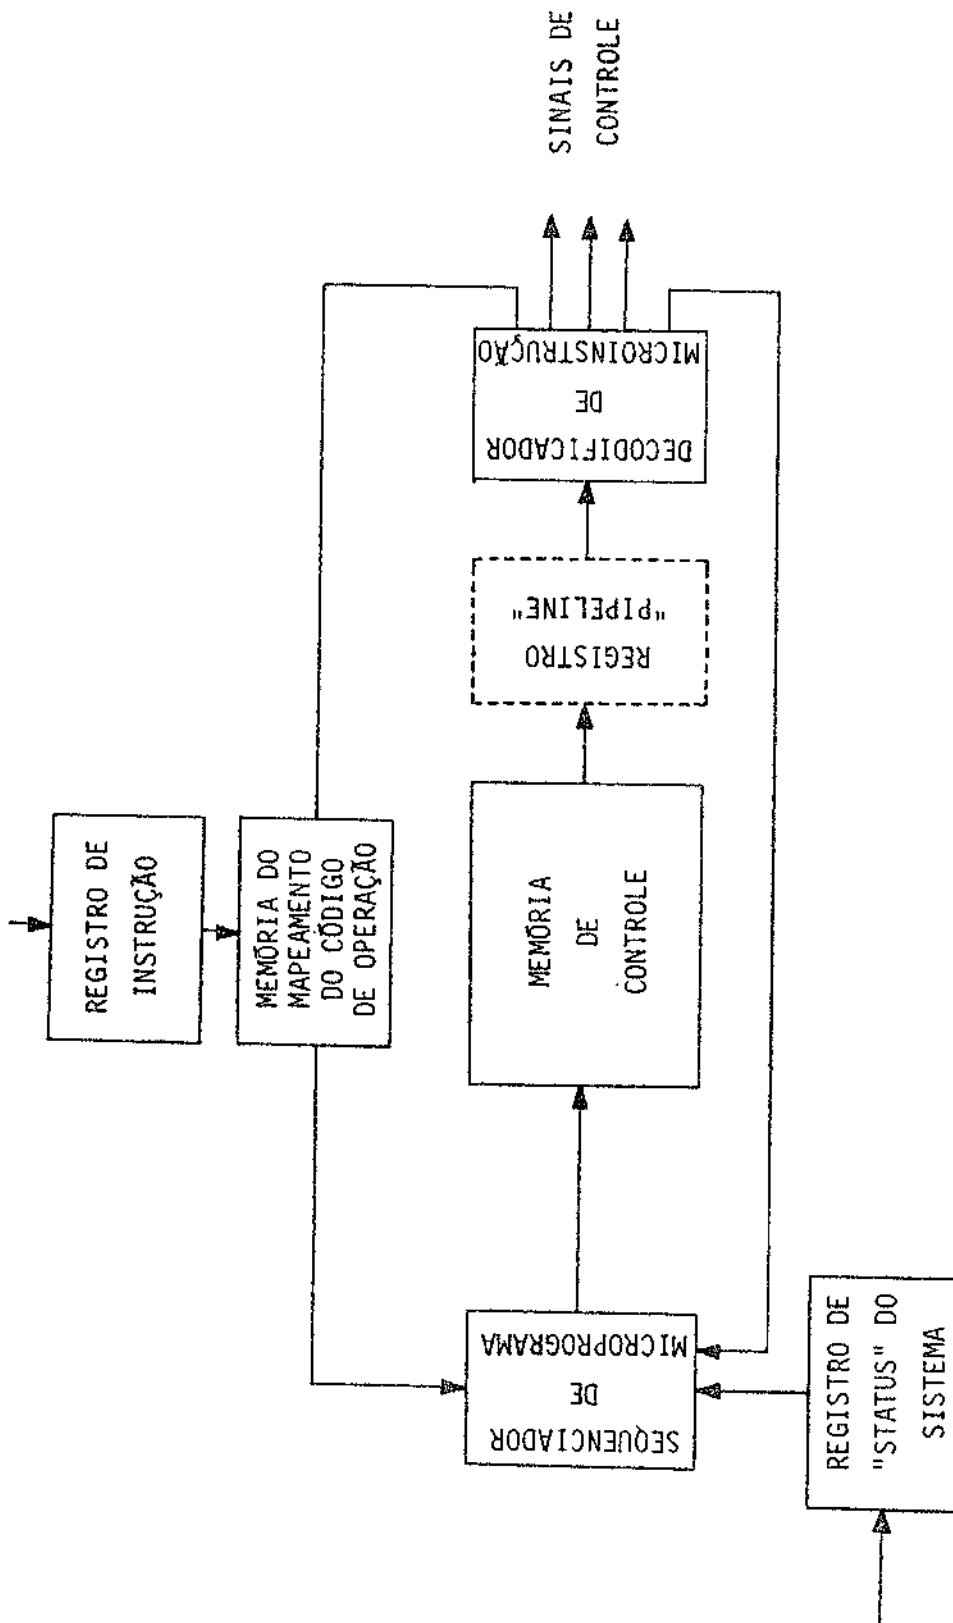 REGISTRO DE
INSTRUÇÃO
MEMÓRIA DO
MAPEAMENTO
DO CÓDIGO
DE OPERAÇÃO
SEQUENCIADOR
DE
MICROPROGRAMA
MEMÓRIA
DE
CONTROLE
REGISTRO
"PIPELINE"
DECODIFICADOR
DE
MICROINSTRUÇÃO
SINAIS DE
CONTROLE
REGISTRO DE
"STATUS" DO
SISTEMA